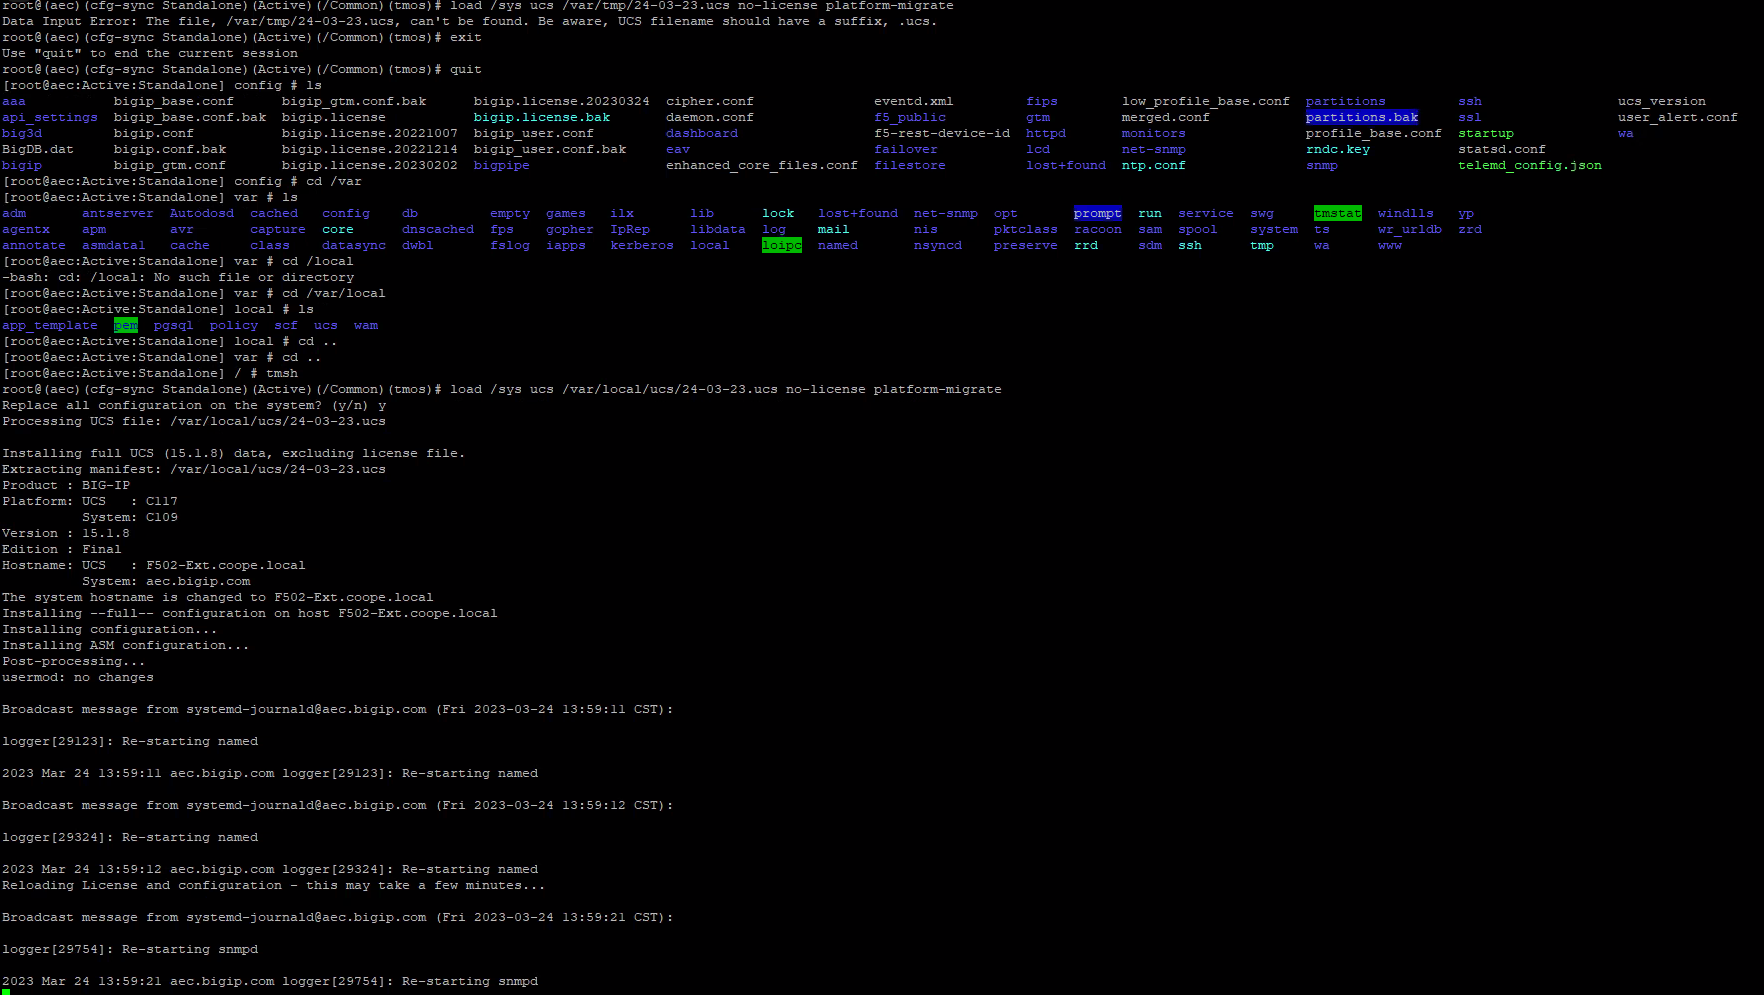 root@(aec)(cfg-sync Standalone)(Active)(/Common)(tmos)# load /sys ucs /var/tmp/24-03-23.ucs no-license platform-migrate
Data Input Error: The file, /var/tmp/24-03-23.ucs, can't be found. Be aware, UCS filename should have a suffix, .ucs.
root@(aec)(cfg-sync Standalone)(Active)(/Common)(tmos)# exit
Use "quit" to end the current session
root@(aec)(cfg-sync Standalone)(Active)(/Common)(tmos)# quit
[root@aec:Active:Standalone] config # ls
aaa bigip_base.conf bigip_gtm.conf.bak bigip.license.20230324 cipher.conf eventd.xml fips low_profile_base.conf partitions ssh ucs_version
api_settings bigip_base.conf.bak bigip.license bigip.license.bak daemon.conf f5_public gtm merged.conf partitions.bak ssl user_alert.conf
big3d bigip.conf bigip.license.20221007 bigip_user.conf dashboard f5-rest-device-id httpd monitors profile_base.conf startup wa
BigDB.dat bigip.conf.bak bigip.license.20221214 bigip_user.conf.bak eav failover lcd net-snmp rndc.key statsd.conf
bigip bigip_gtm.conf bigip.license.20230202 bigpipe enhanced_core_files.conf filestore lost+found ntp.conf snmp telemd_config.json
[root@aec:Active:Standalone] config # cd /var
[root@aec:Active:Standalone] var # ls
adm antserver Autodosd cached config db empty games ilx lib lock lost+found net-snmp opt prompt run service swg tmstat windlls yp
agentx apm avr capture core dnscached fps gopher IpRep libdata log mail nis pktclass racoon sam spool system ts wr_urldb zrd
annotate asmdatal cache class datasync dwbl fslog iapps kerberos local loipc named nsyncd preserve rrd sdm ssh tmp wa www
[root@aec:Active:Standalone] var # cd /local
-bash: cd: /local: No such file or directory
[root@aec:Active:Standalone] var # cd /var/local
[root@aec:Active:Standalone] local # ls
app_template pem pgsql policy scf ucs wam
[root@aec:Active:Standalone] local # cd ..
[root@aec:Active:Standalone] var # cd ..
[root@aec:Active:Standalone] / # tmsh
root@(aec)(cfg-sync Standalone)(Active)(/Common)(tmos)# load /sys ucs /var/local/ucs/24-03-23.ucs no-license platform-migrate
Replace all configuration on the system? (y/n) y
Processing UCS file: /var/local/ucs/24-03-23.ucs
Installing full UCS (15.1.8) data, excluding license file.
Extracting manifest: /var/local/ucs/24-03-23.ucs
Product : BIG-IP
Platform: UCS : C117
System: C109
Version : 15.1.8
Edition : Final
Hostname: UCS : F502-Ext.coope.local
System: aec.bigip.com
The system hostname is changed to F502-Ext.coope.local
Installing --full-- configuration on host F502-Ext.coope.local
Installing configuration...
Installing ASM configuration...
Post-processing...
usermod: no changes
Broadcast message from systemd-journald@aec.bigip.com (Fri 2023-03-24 13:59:11 CST):
logger[29123]: Re-starting named
2023 Mar 24 13:59:11 aec.bigip.com logger[29123]: Re-starting named
Broadcast message from systemd-journald@aec.bigip.com (Fri 2023-03-24 13:59:12 CST):
logger[29324]: Re-starting named
2023 Mar 24 13:59:12 aec.bigip.com logger[29324]: Re-starting named
Reloading License and configuration - this may take a few minutes...
Broadcast message from systemd-journald@aec.bigip.com (Fri 2023-03-24 13:59:21 CST):
logger[29754]: Re-starting snmpd
2023 Mar 24 13:59:21 aec.bigip.com logger[29754]: Re-starting snmpd